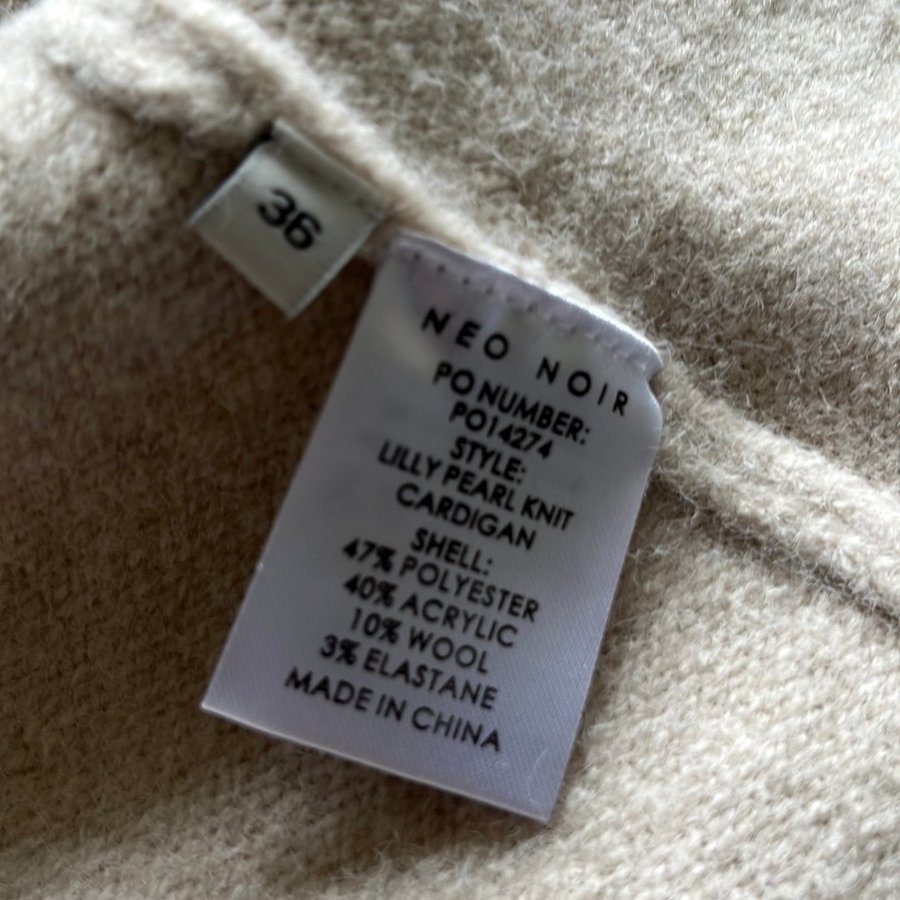 36
NEO NOIR
PO NUMBER:
PO14274
STYLE:
LILLY PEARL KNIT
CARDIGAN
SHELL:
47% POLYESTER
40% ACRYLIC
10% WOOL
3% ELASTANE
MADE IN CHINA